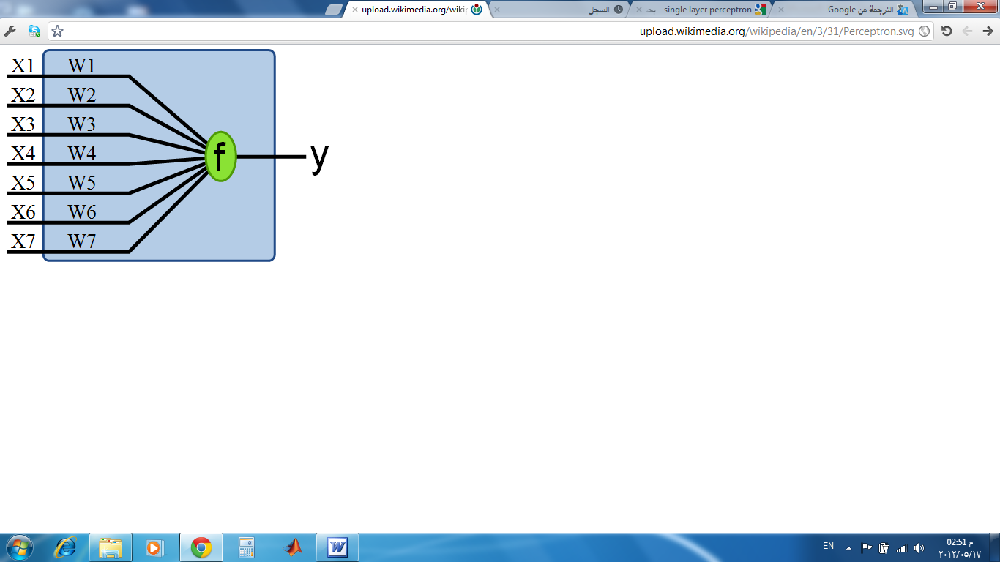 upload.wikimedia.org/wikip
السجل
single layer perceptron - بحـ
الترجمة من Google
upload.wikimedia.org/wikipedia/en/3/31/Perceptron.svg
X1 W1
X2 W2
X3 W3
X4 W4
X5 W5
X6 W6
X7 W7
f
y
EN
02:51 م
٢٠١٢/٠٥/١٧